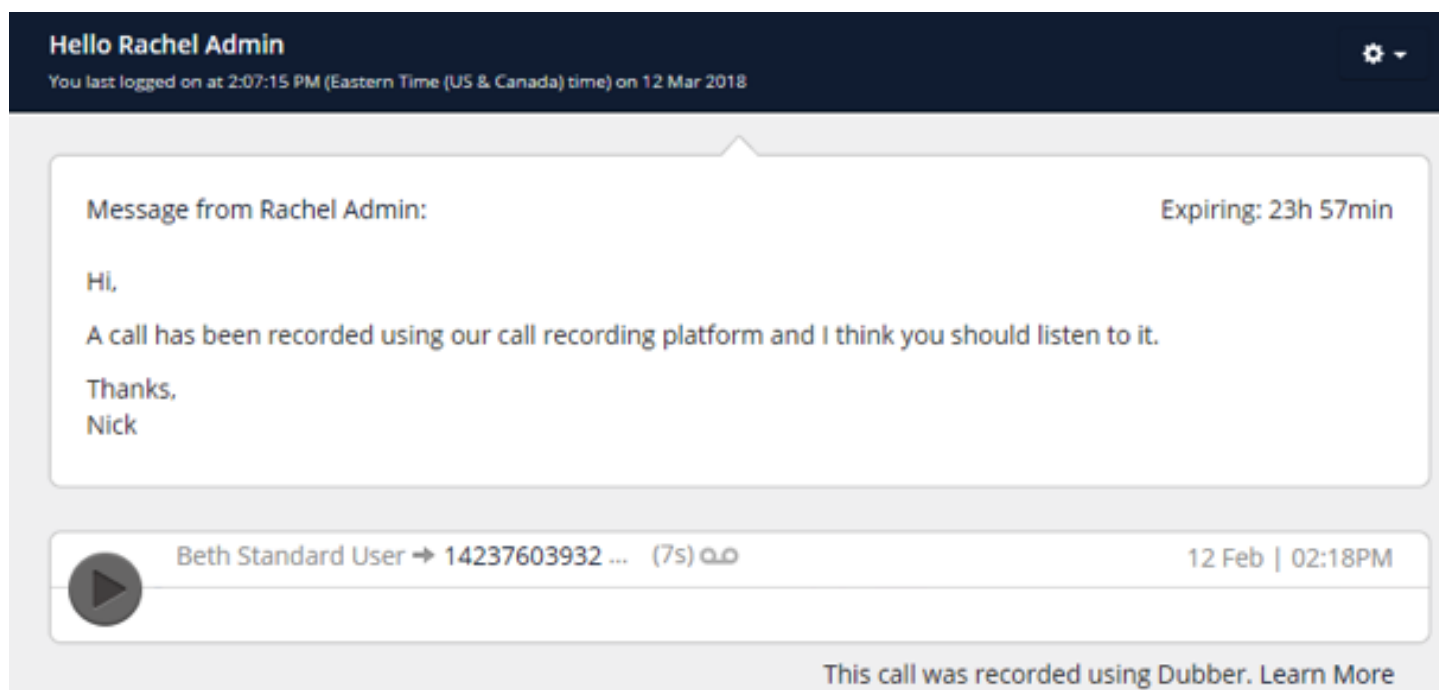 Hello Rachel Admin
You last logged on at 2:07:15 PM (Eastern Time (US & Canada) time) on 12 Mar 2018
Message from Rachel Admin:
Expiring: 23h 57min
Hi,
A call has been recorded using our call recording platform and I think you should listen to it.
Thanks,
Nick
Beth Standard User → 14237603932 ... (7s)
12 Feb | 02:18PM
This call was recorded using Dubber. Learn More